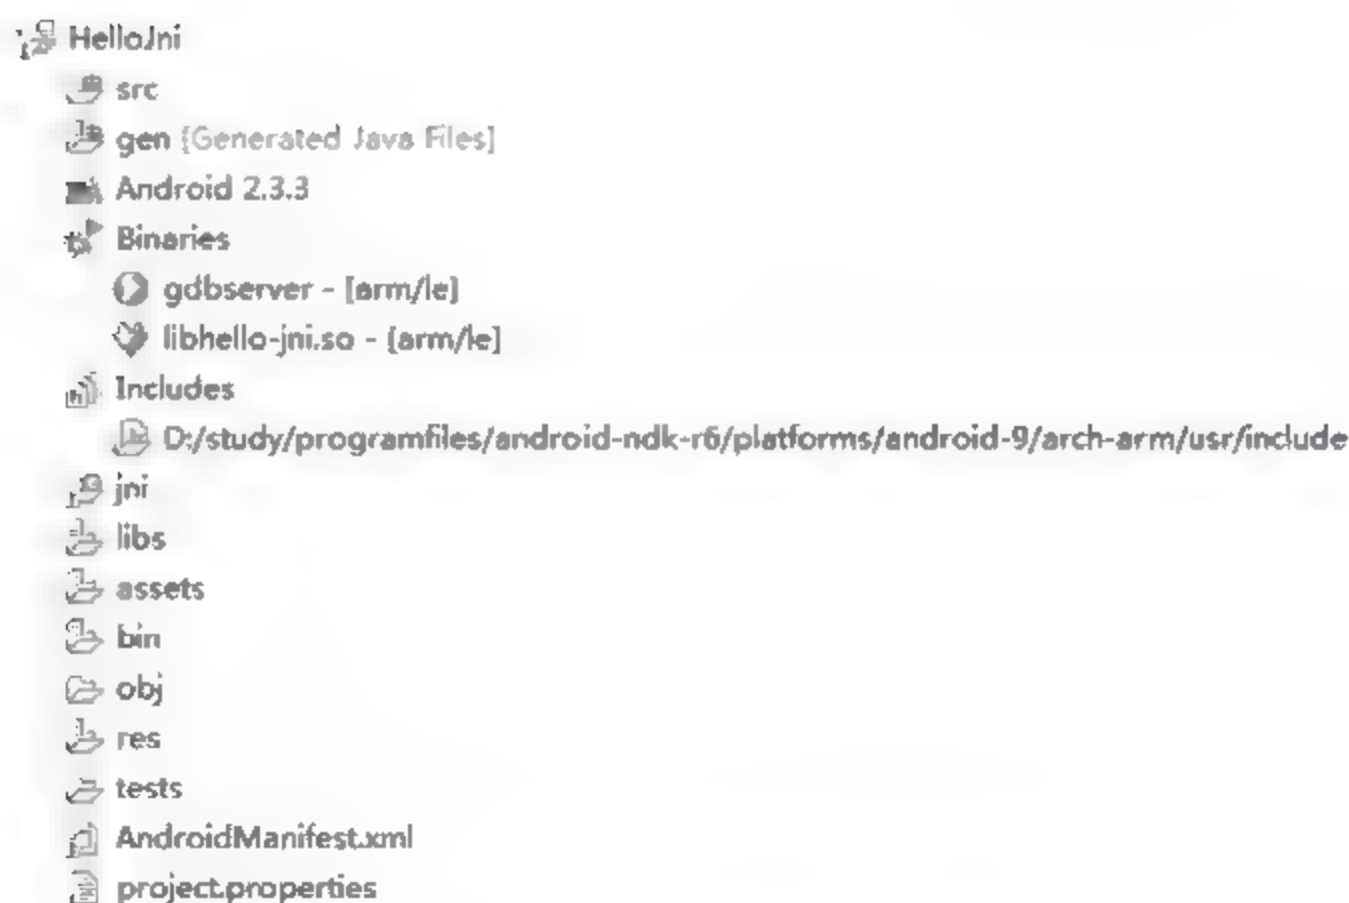 HelloJni
src
gen [Generated Java Files]
Android 2.3.3
Binaries
gdbserver - [arm/le]
libhello-jni.so - [arm/le]
Includes
D:/study/programfiles/android-ndk-r6/platforms/android-9/arch-arm/usr/include
jni
libs
assets
bin
obj
res
tests
AndroidManifest.xml
project.properties